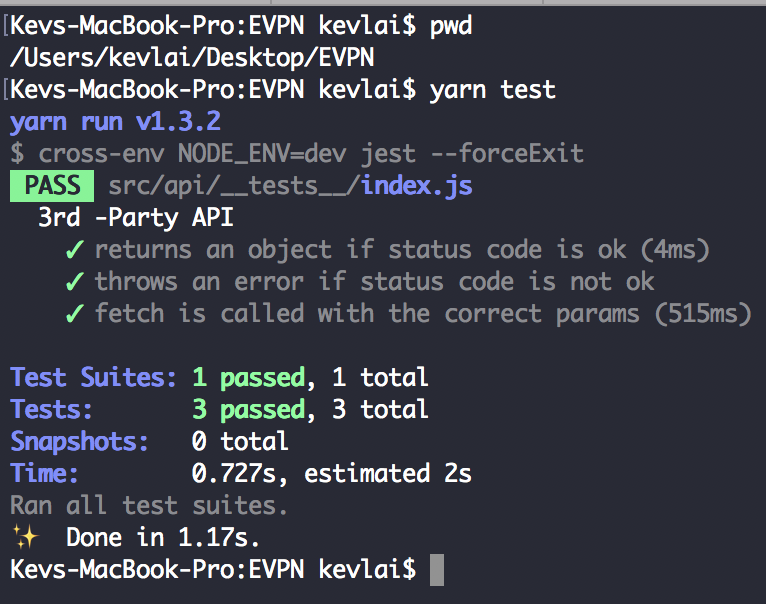 [Kevs-MacBook-Pro:EVPN kevlai$ pwd
/Users/kevlai/Desktop/EVPN
[Kevs-MacBook-Pro:EVPN kevlai$ yarn test
yarn run v1.3.2
$ cross-env NODE_ENV=dev jest --forceExit
PASS src/api/__tests__/index.js
3rd -Party API
✓ returns an object if status code is ok (4ms)
✓ throws an error if status code is not ok
✓ fetch is called with the correct params (515ms)
Test Suites: 1 passed, 1 total
Tests: 3 passed, 3 total
Snapshots: 0 total
Time: 0.727s, estimated 2s
Ran all test suites.
✨ Done in 1.17s.
Kevs-MacBook-Pro:EVPN kevlai$